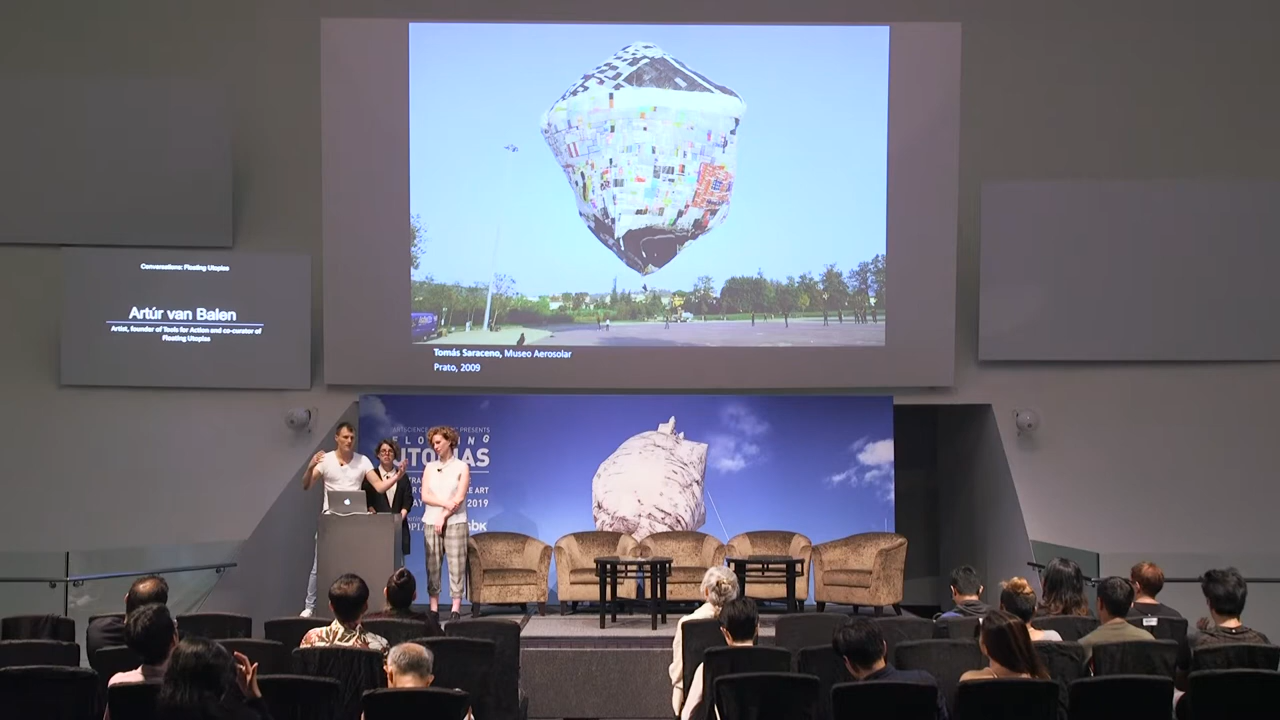 Conversations: Floating Utopias
Artúr van Balen
Artist, founder of Tools for Action and co-curator of
Floating Utopias
Tomás Saraceno, Museo Aerosolar
Prato, 2009
PRESENTS
UTOPIAS
2019